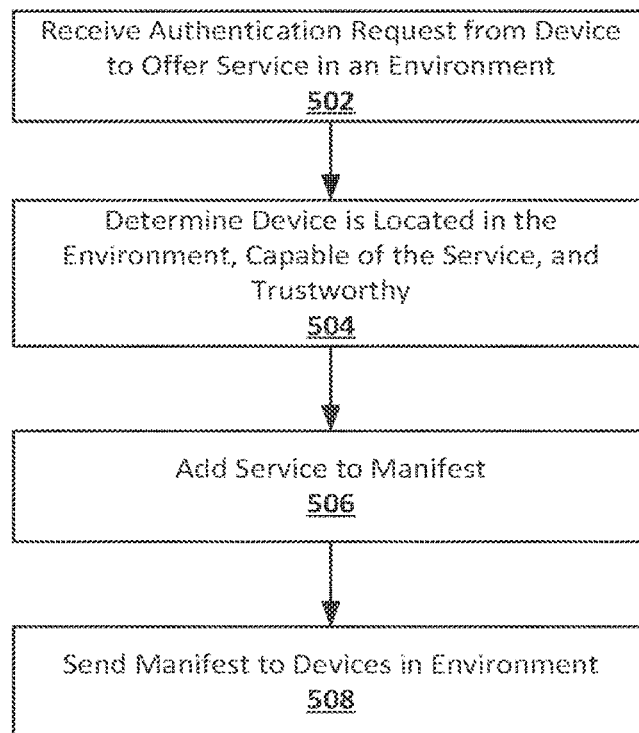 Receive Authentication Request from Device
to Offer Service in an Environment
502
Determine Device is Located in the
Environment, Capable of the Service, and
Trustworthy
504
Add Service to Manifest
506
Send Manifest to Devices in Environment
508